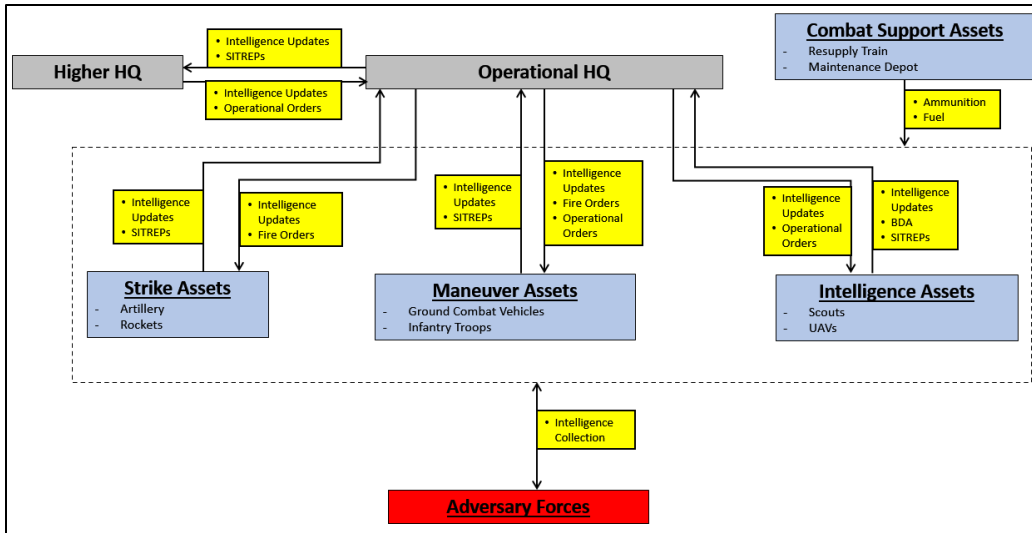 • Intelligence Updates
• SITREPs
Higher HQ
Operational HQ
• Intelligence Updates
• Operational Orders
Combat Support Assets
- Resupply Train
- Maintenance Depot
• Ammunition
• Fuel
• Intelligence
Updates
• SITREPs
• Intelligence
Updates
• Fire Orders
• Intelligence
Updates
• SITREPs
• Intelligence
Updates
• Fire Orders
• Operational
Orders
• Intelligence
Updates
• Operational
Orders
• Intelligence
Updates
• BDA
• SITREPs
Strike Assets
- Artillery
- Rockets
Maneuver Assets
- Ground Combat Vehicles
- Infantry Troops
Intelligence Assets
- Scouts
- UAVs
• Intelligence
Collection
Adversary Forces